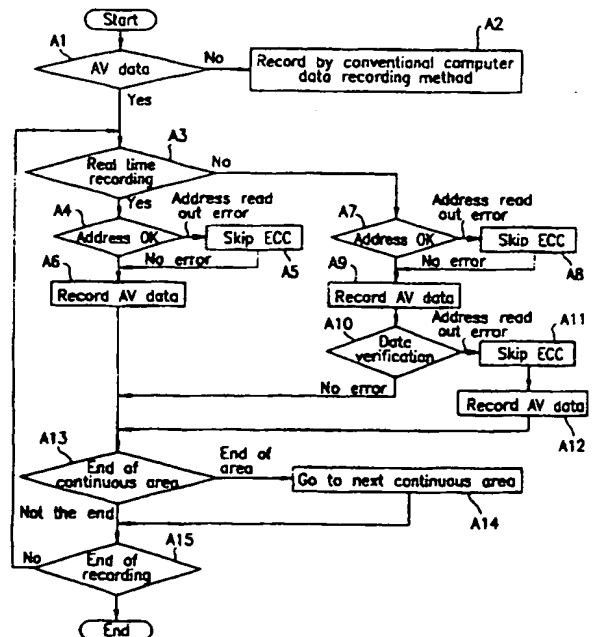 Start
A1
A2
AV data
No
Record by conventional computer
data recording method
Yes
A3
Real time
recording
No
Yes
A4
Address read
out error
Address OK
Skip ECC
A5
No error
A6
Record AV data
A7
Address read
out error
Address OK
Skip ECC
A8
No error
A9
Record AV data
A10
Address read
out error
A11
Date
verification
Skip ECC
No error
Record AV data
A12
A13
End of
continuous area
End of
area
Go to next continuous area
A14
Not the end
A15
No
End of
recording
End